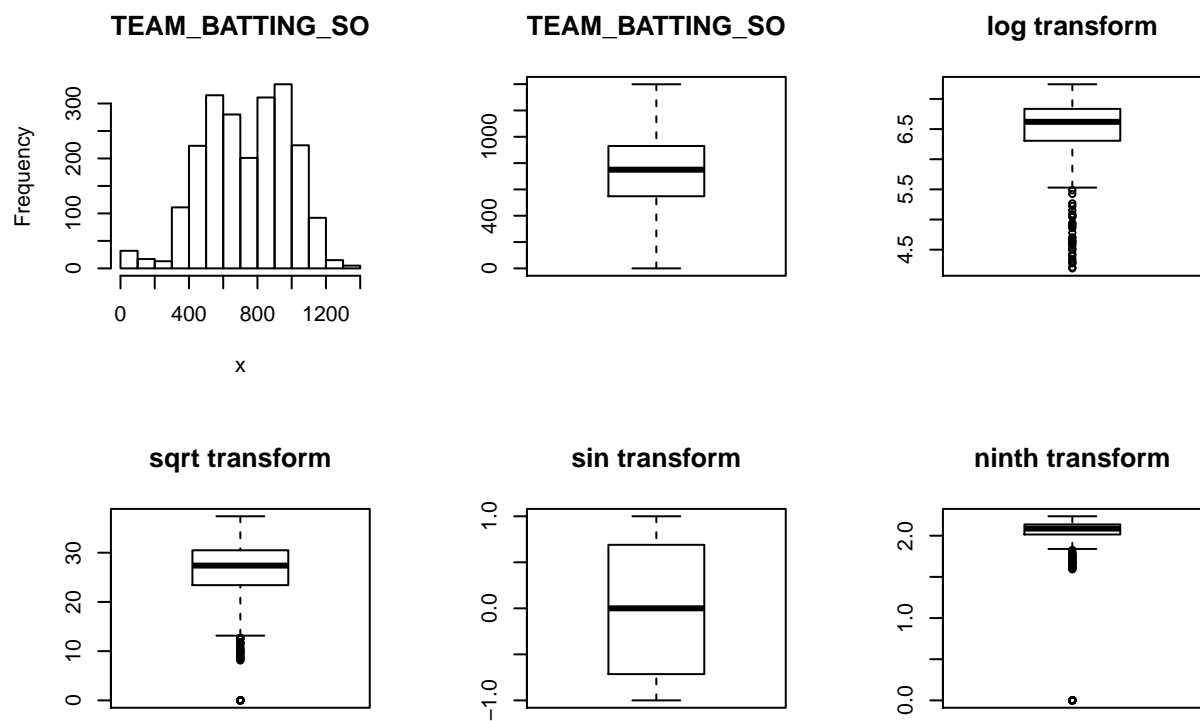 TEAM_BATTING_SO
Frequency
0 100 200 300
0 400 800 1200
x
TEAM_BATTING_SO
0 400 1000
log transform
4.5 5.5 6.5
sqrt transform
0 10 20 30
sin transform
−1.0 0.0 1.0
ninth transform
0.0 1.0 2.0